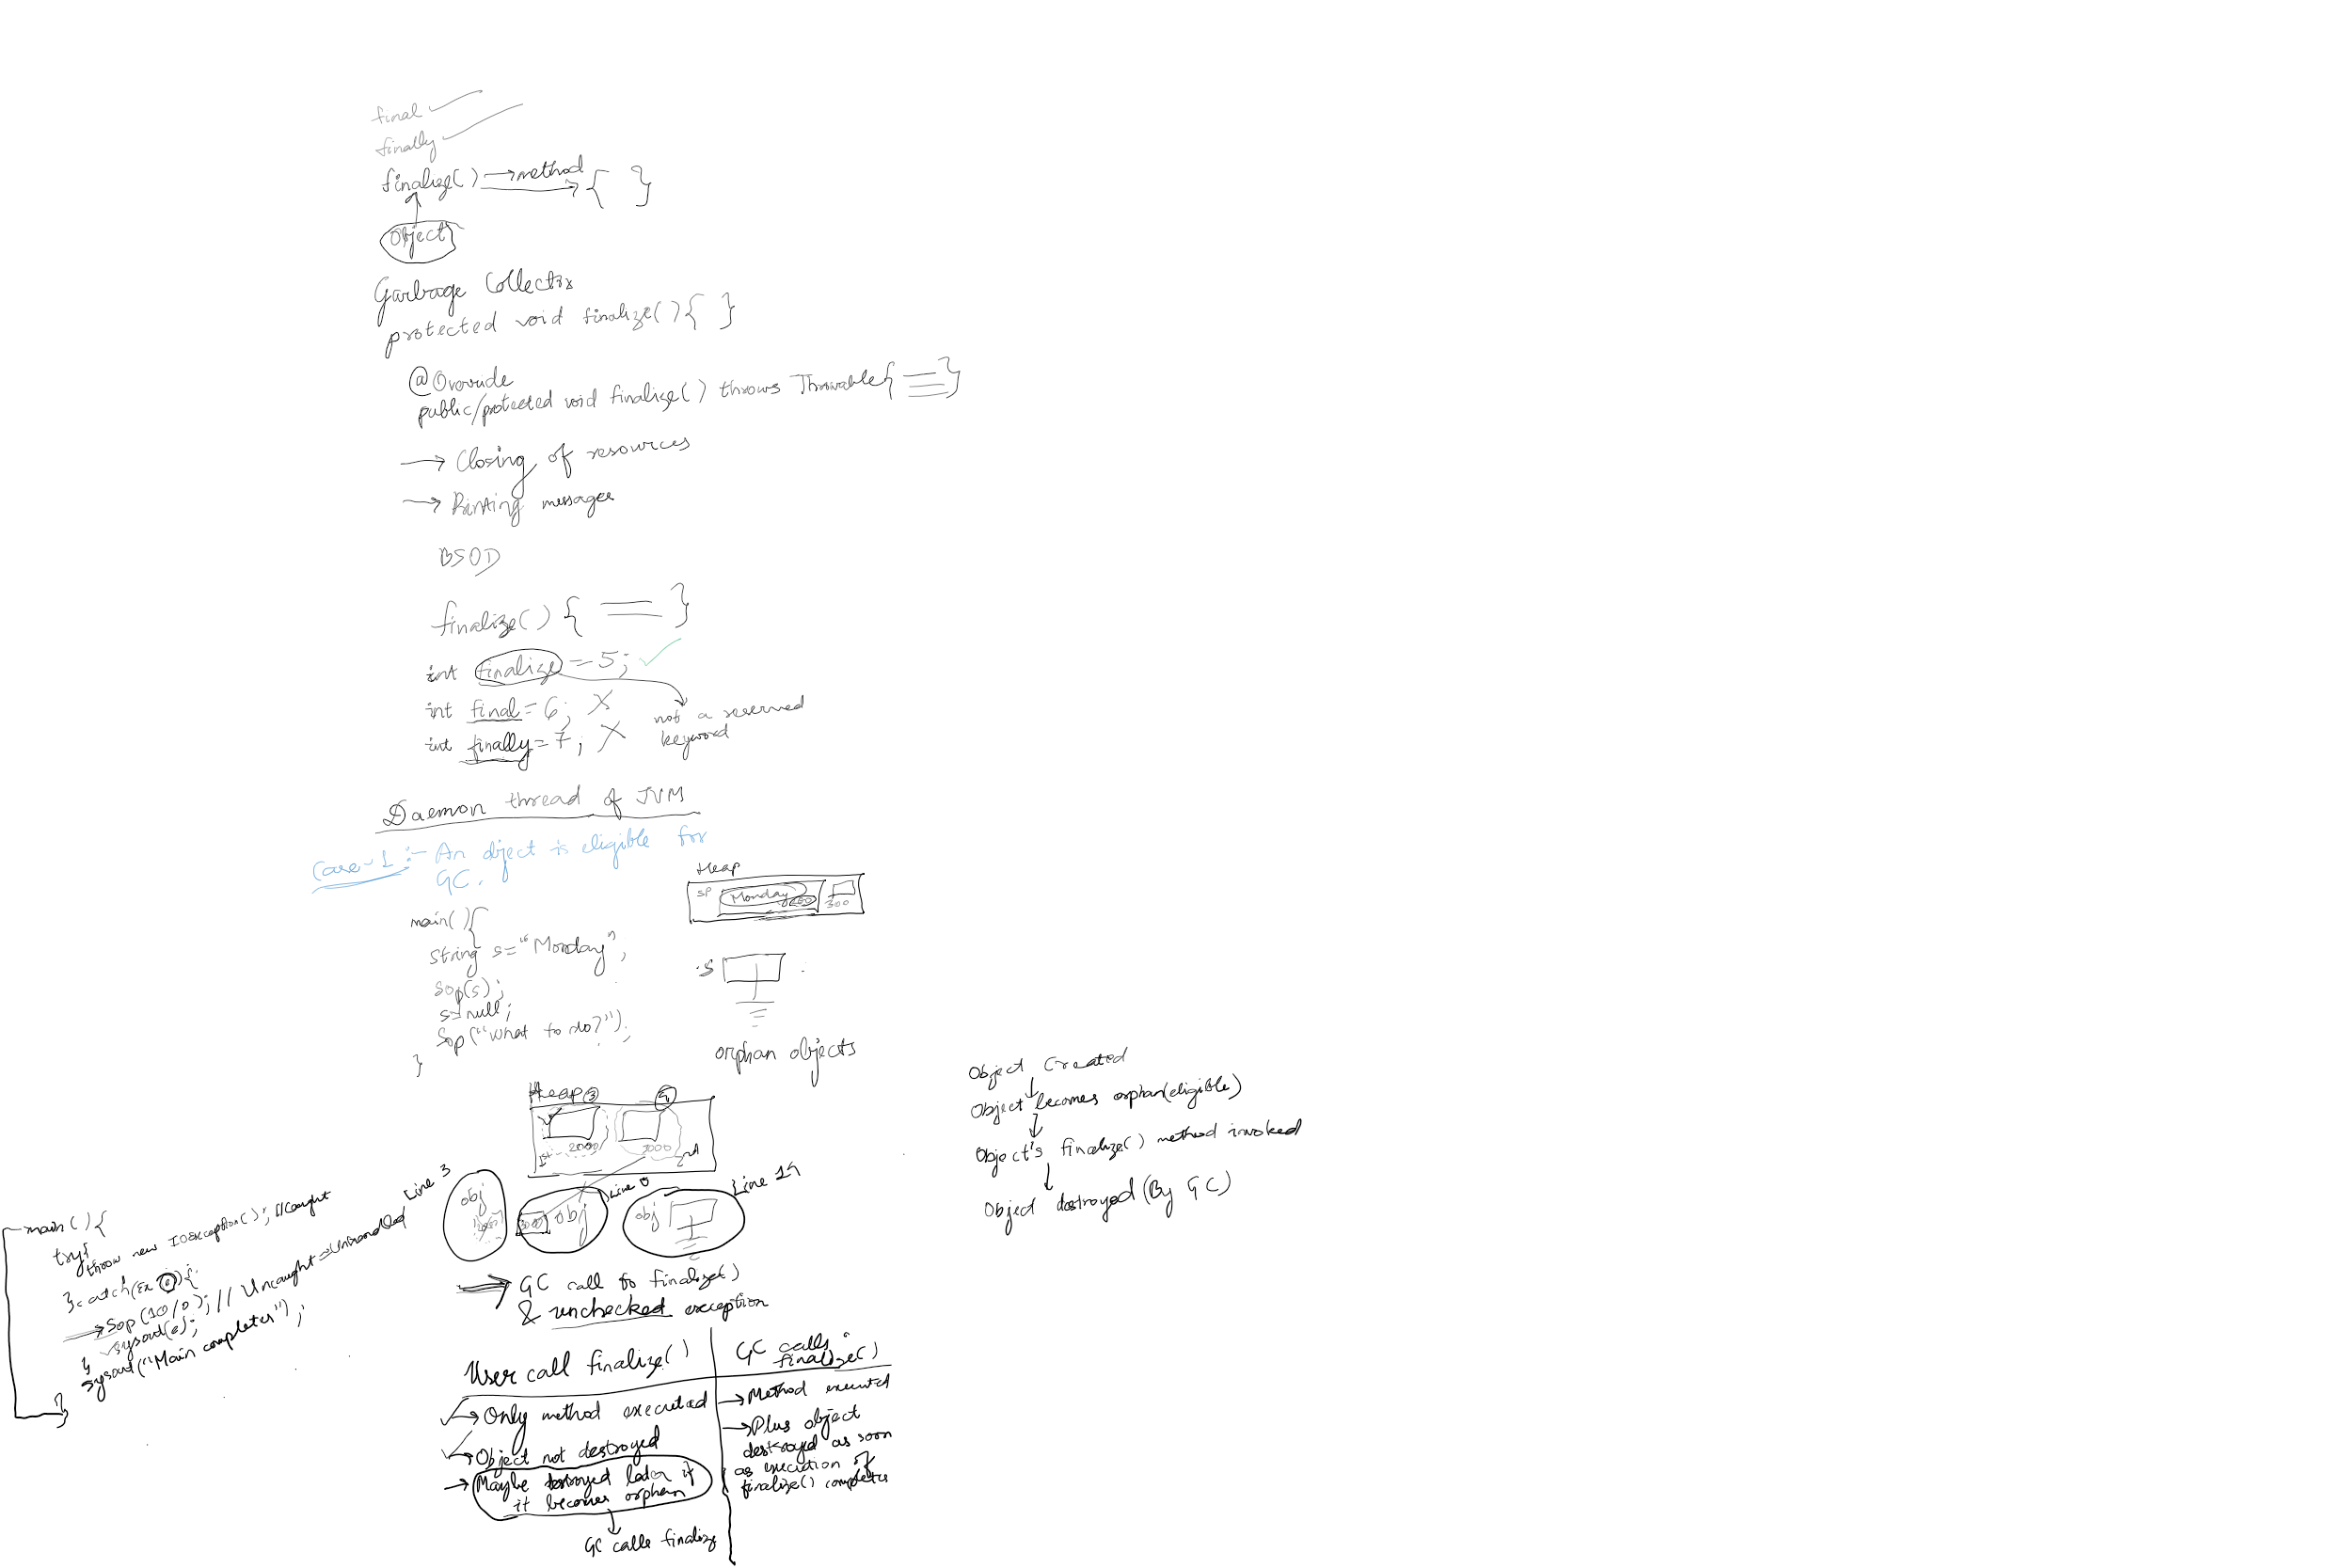 final
finally
finalize() → method
{ }
Object
Garbage Collector
protected void finalize(){ }
@Override
public/protected void finalize() throws Throwable{ }
→ Closing of resources
→ Printing messages
BSOD
finalize() { }
int finalize = 5; ✓
int final = 6; X
int finally = 7; X
not a reserved
keyword
Daemon thread of JVM
Case-1 :- An object is eligible for
GC.
Heap
SP Monday
300
main(){
String s="Monday";
Sop(s);
s=null;
Sop("What to do?");
}
S
orphan objects
Object Created
↓
Object becomes orphan(eligible)
↓
Object's finalize() method invoked
↓
Object destroyed (By GC)
Heap 3
1st 2000 3000 2nd
Line 3
obj
obj
Line 14
obj
main(){
try{
throw new IOException(); //Caught
}catch(Ex e){
→ Sop(10/0); // Uncaught = Unhandled
sysout(e);
}
sysout("Main completes");
}
→ GC call to finalize()
& unchecked exception
User call finalize()
→ Only method executed
→ Object not destroyed
→ Maybe destroyed later if
it becomes orphan
↓
GC calls finalize
GC calls
finalize()
→ Method executed
→ Plus object
destroyed as soon
as execution of
finalize() completes